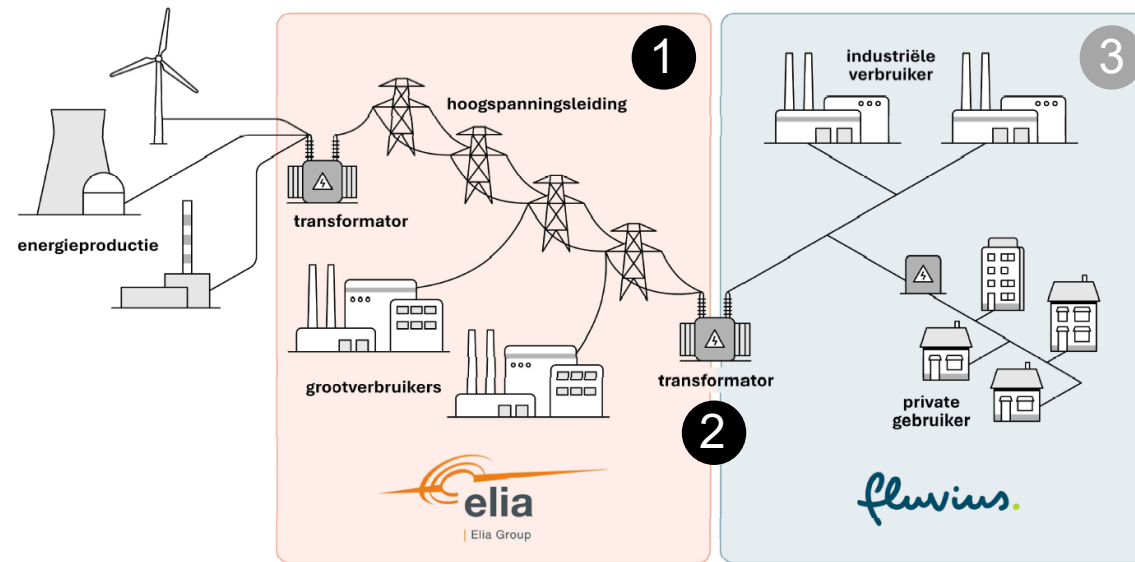 1
3
industriële
verbruiker
hoogspanningsleiding
transformator
energieproductie
grootverbruikers
transformator
private
gebruiker
2
elia
| Elia Group
fluvius.